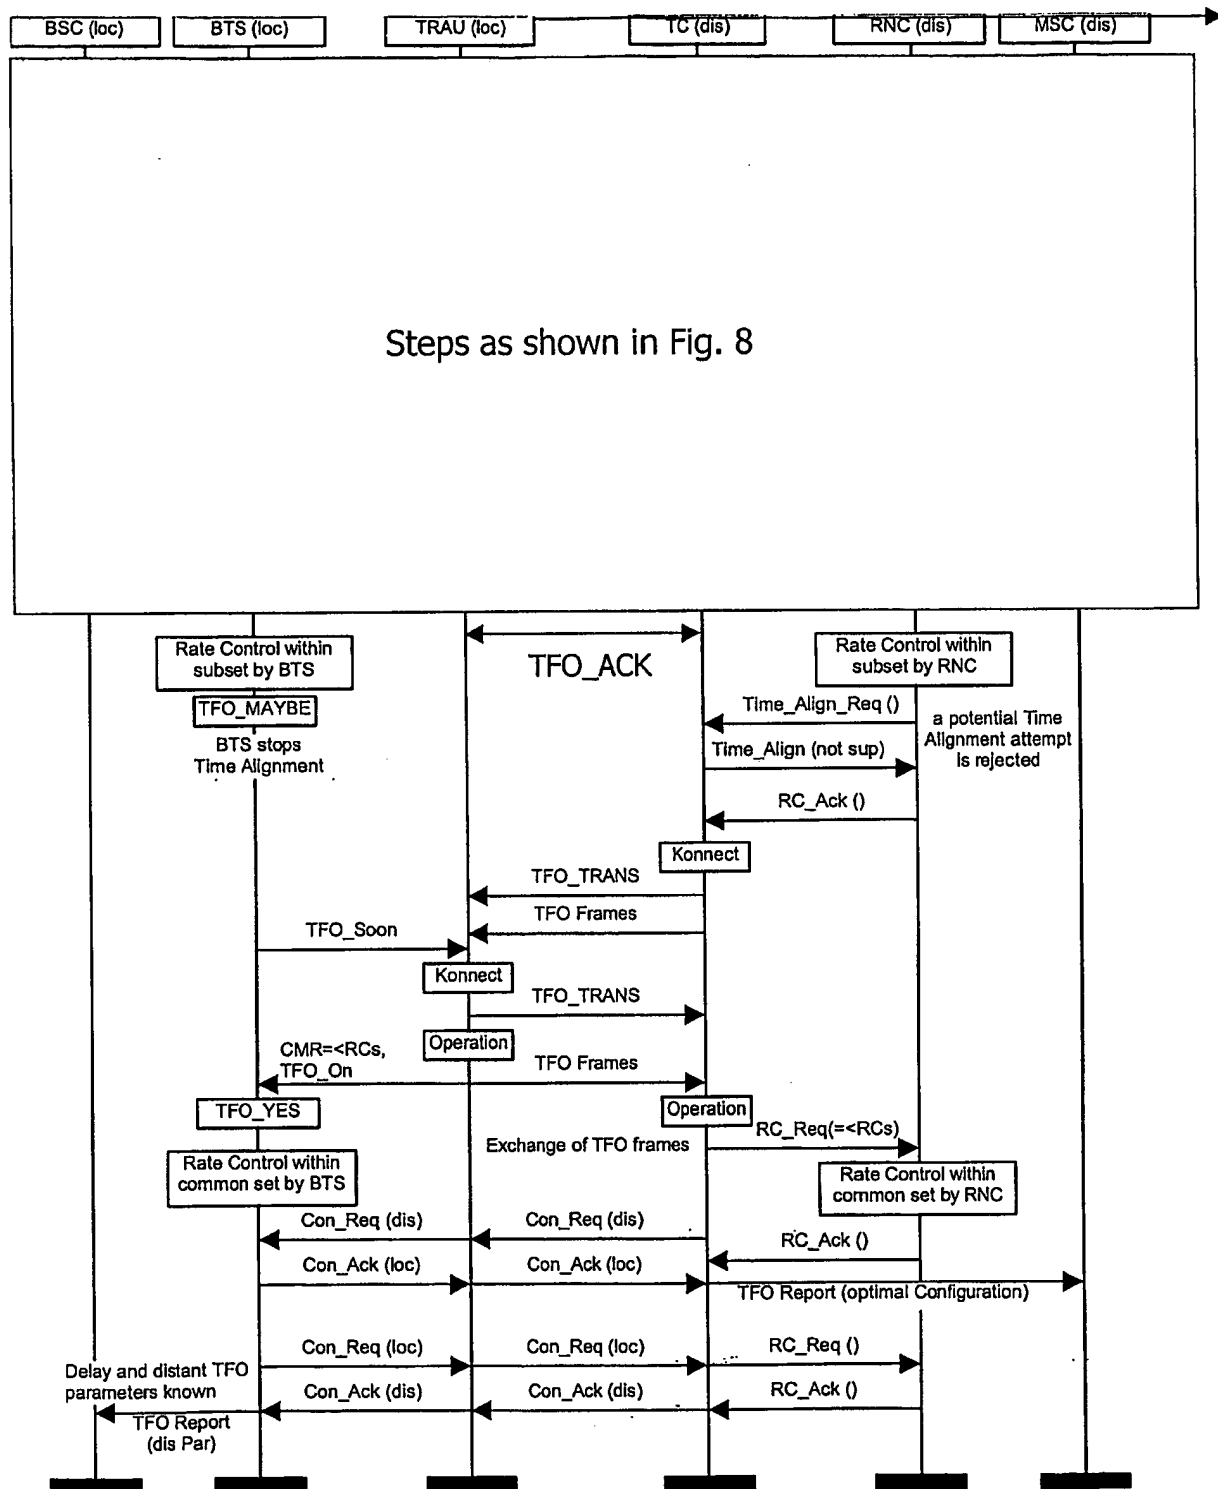 BSC (loc)
BTS (loc)
TRAU (loc)
TC (dis)
RNC (dis)
MSC (dis)
Steps as shown in Fig. 8
Rate Control within
subset by BTS
TFO_ACK
Rate Control within
subset by RNC
TFO_MAYBE
BTS stops
Time Alignment
Time_Align_Req ()
a potential Time
Alignment attempt
is rejected
Time_Align (not sup)
RC_Ack ()
Konnect
TFO_TRANS
TFO Frames
TFO_Soon
Konnect
TFO_TRANS
Operation
CMR=<RCs,
TFO_On
TFO Frames
TFO_YES
Operation
Exchange of TFO frames
RC_Req(=<RCs)
Rate Control within
common set by BTS
Rate Control within
common set by RNC
Con_Req (dis)
Con_Req (dis)
RC_Ack ()
Con_Ack (loc)
Con_Ack (loc)
TFO Report (optimal Configuration)
Con_Req (loc)
Con_Req (loc)
RC_Req ()
Delay and distant TFO
parameters known
Con_Ack (dis)
Con_Ack (dis)
RC_Ack ()
TFO Report
(dis Par)